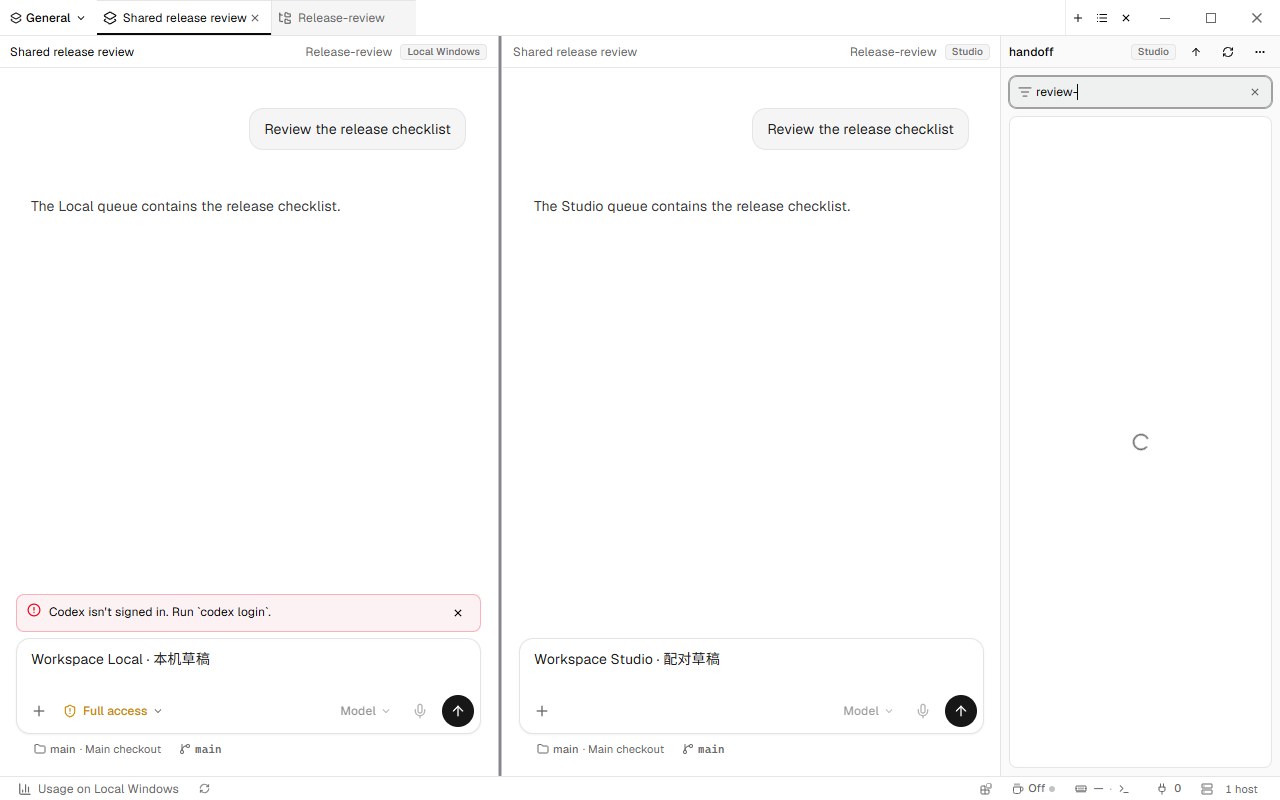 General
Shared release review
Release-review
Shared release review
Release-review
Local Windows
Shared release review
Release-review
Studio
handoff
Studio
review-
Review the release checklist
Review the release checklist
The Local queue contains the release checklist.
The Studio queue contains the release checklist.
Codex isn't signed in. Run `codex login`.
Workspace Local · 本机草稿
Full access
Model
main · Main checkout
main
Workspace Studio · 配对草稿
Model
main · Main checkout
main
Usage on Local Windows
Off
— ·
0
1 host